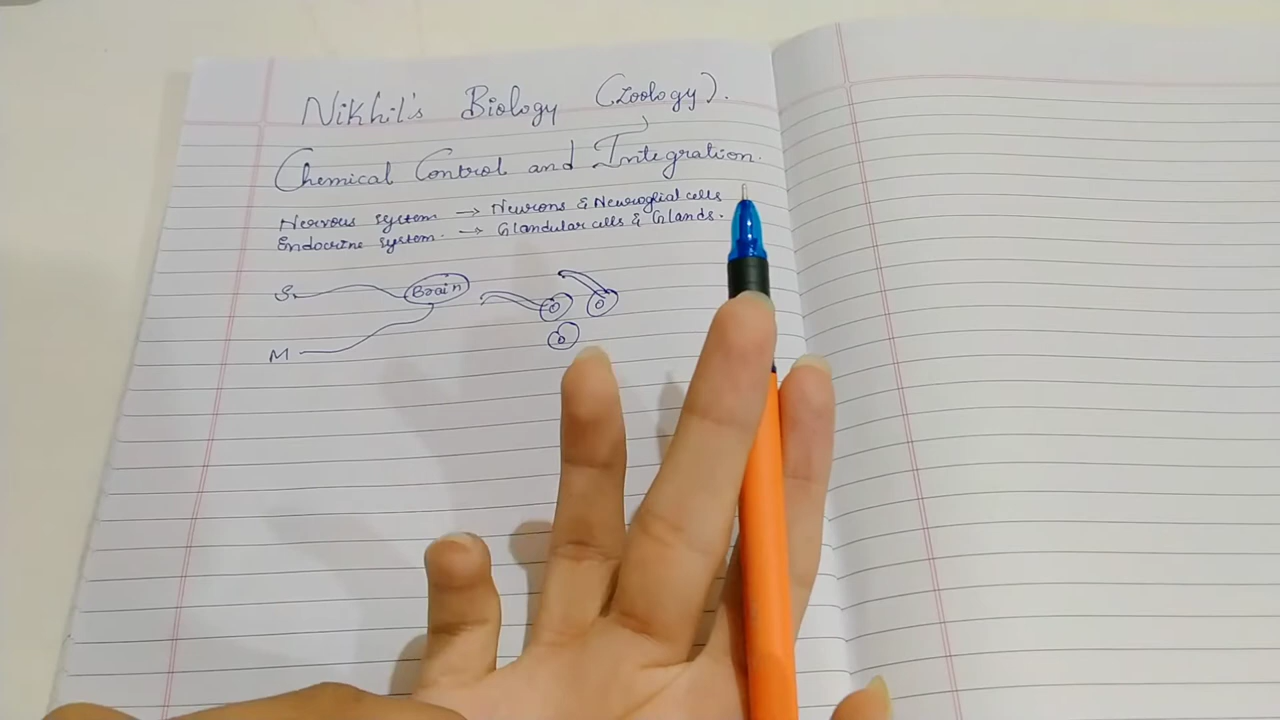 Nikhil's Biology (Zoology).
Chemical Control and Integration.
Nervous system → Neurons & Neuroglial cells
Endocrine system → Glandular cells & Glands.
S
Brain
M